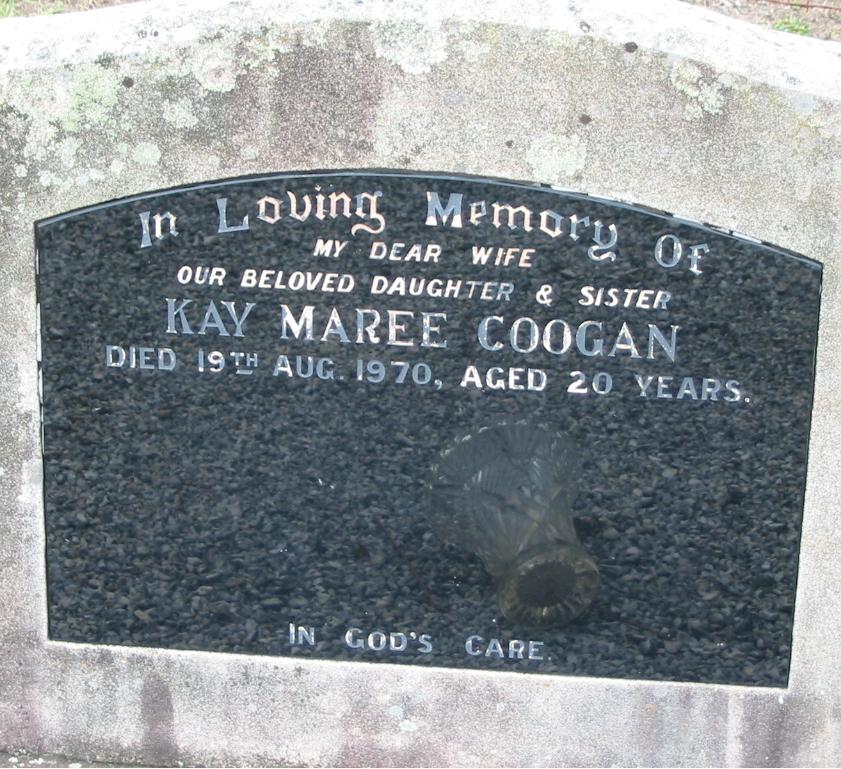 In Loving Memory Of
MY DEAR WIFE
OUR BELOVED DAUGHTER & SISTER
KAY MAREE COOGAN
DIED 19TH AUG. 1970, AGED 20 YEARS.
IN GOD'S CARE.